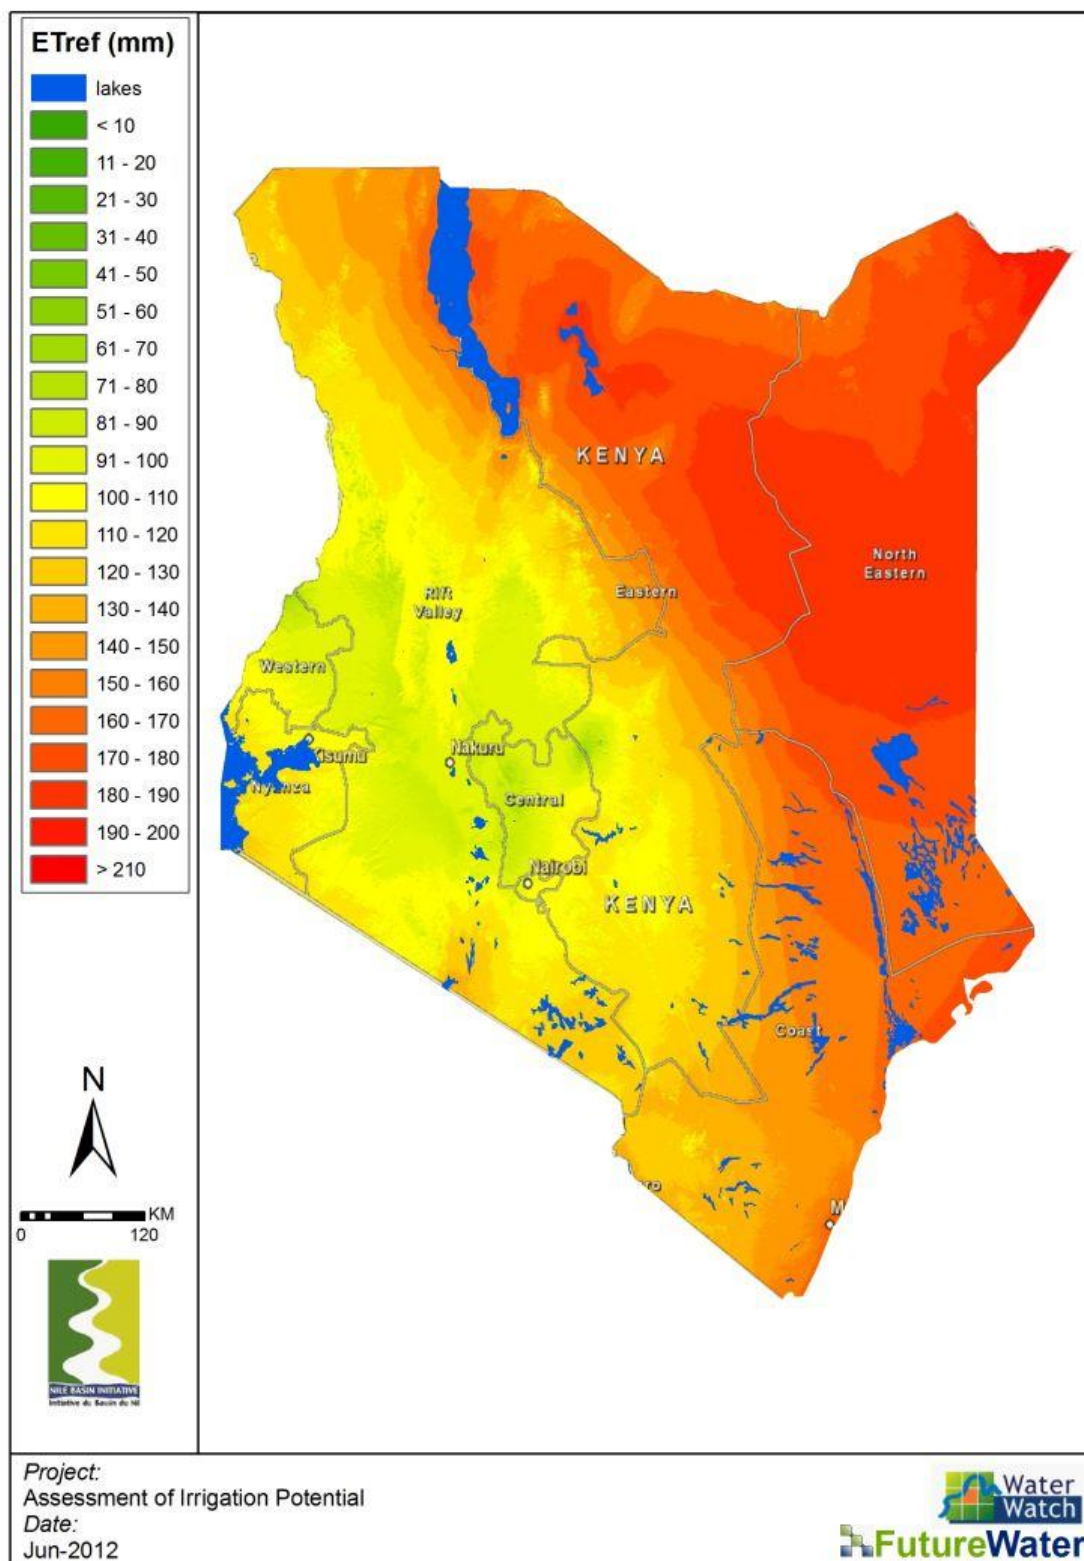 ETref (mm)
lakes
< 10
11 - 20
21 - 30
31 - 40
41 - 50
51 - 60
61 - 70
71 - 80
81 - 90
91 - 100
100 - 110
110 - 120
120 - 130
130 - 140
140 - 150
150 - 160
160 - 170
170 - 180
180 - 190
190 - 200
> 210
KENYA
North
Eastern
Eastern
Rift
Valley
Western
Kisumu
Nakuru
Nyanza
Central
Nairobi
KENYA
Coast
ro
M
N
KM
0 120
NILE BASIN INITIATIVE
Initiative du Bassin du Nil
Project:
Assessment of Irrigation Potential
Date:
Jun-2012
Water
Watch
FutureWater